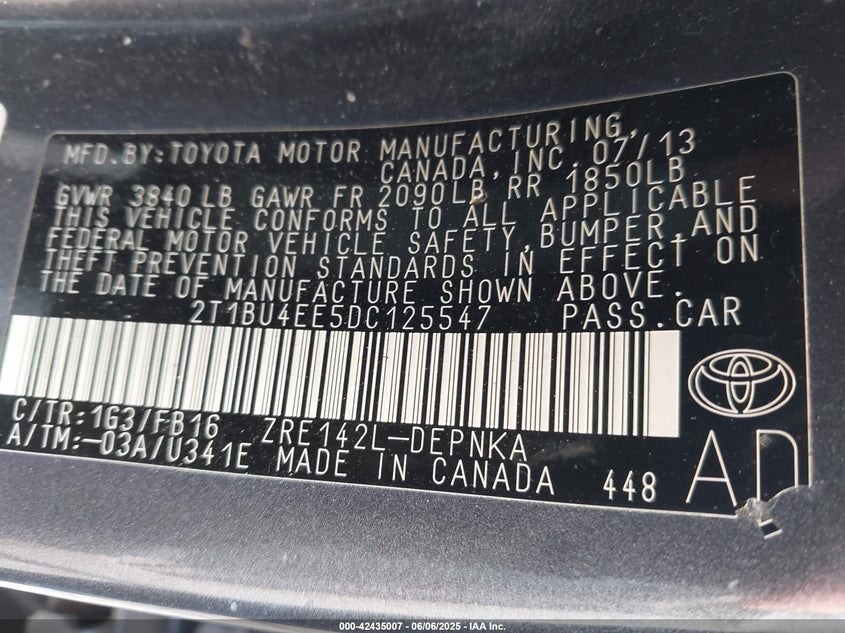 MFD.BY:TOYOTA MOTOR MANUFACTURING,
CANADA,INC. 07/13
GVWR 3840 LB GAWR FR 2090LB RR 1850LB
THIS VEHICLE CONFORMS TO ALL APPLICABLE
FEDERAL MOTOR VEHICLE SAFETY,BUMPER,AND
THEFT PREVENTION STANDARDS IN EFFECT ON
THE DATE OF MANUFACTURE SHOWN ABOVE.
2T1BU4EE5DC125547 PASS.CAR
C/TR:1G3/FB16 ZRE142L-DEPNKA
A/TM:-03A/U341E MADE IN CANADA 448
AD
000-42435007 - 06/06/2025 - IAA Inc.